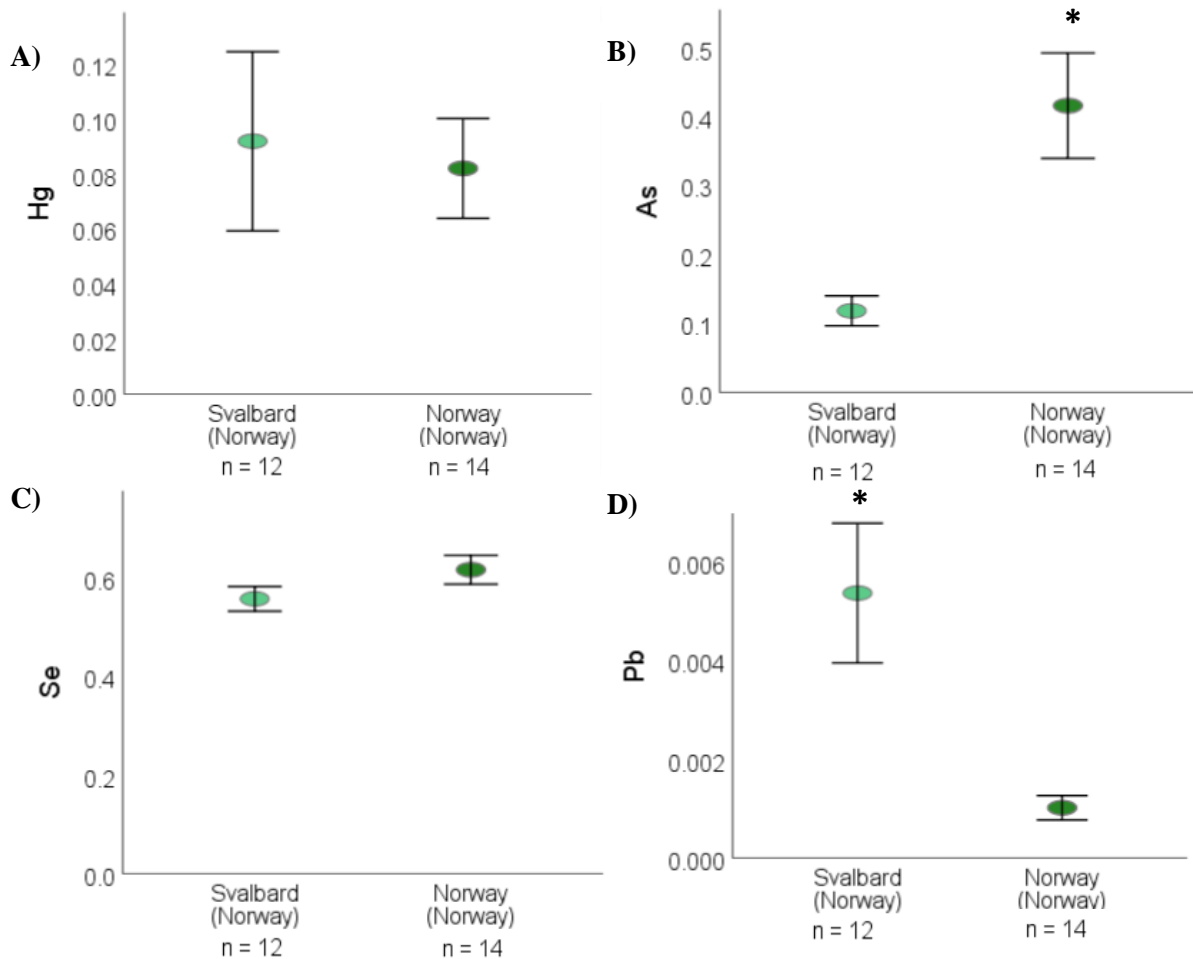 A)
Hg
0.12
0.10
0.08
0.06
0.04
0.02
0.00
Svalbard
(Norway)
n = 12
Norway
(Norway)
n = 14
B)
*
As
0.5
0.4
0.3
0.2
0.1
0.0
Svalbard
(Norway)
n = 12
Norway
(Norway)
n = 14
C)
Se
0.6
0.4
0.2
0.0
Svalbard
(Norway)
n = 12
Norway
(Norway)
n = 14
D)
*
Pb
0.006
0.004
0.002
0.000
Svalbard
(Norway)
n = 12
Norway
(Norway)
n = 14